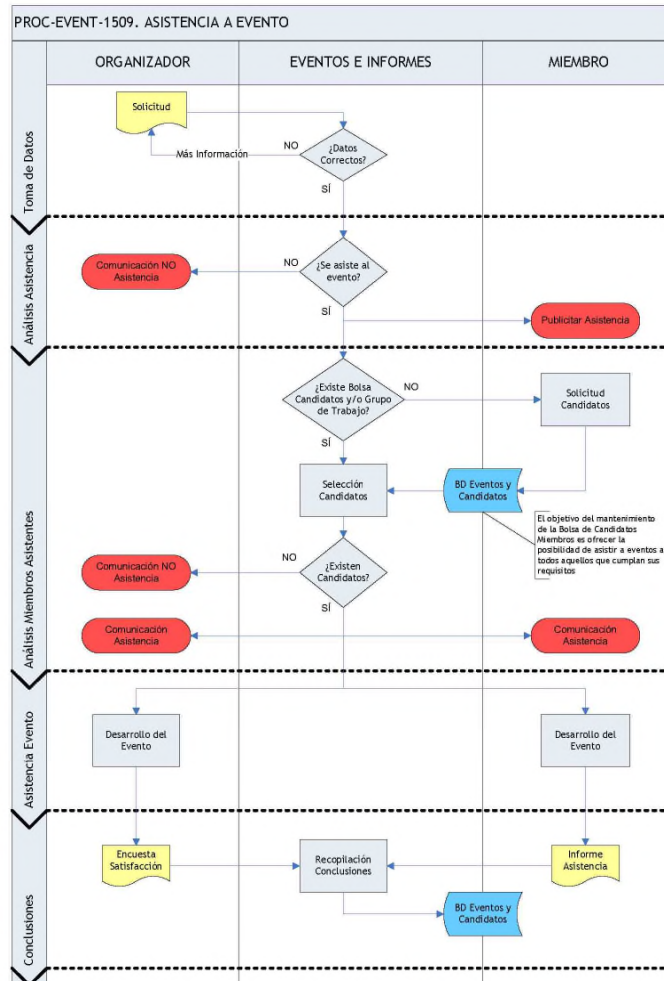 PROC-EVENT-1509. ASISTENCIA A EVENTO
ORGANIZADOR
EVENTOS E INFORMES
MIEMBRO
Toma de Datos
Solicitud
¿Datos
Correctos?
NO
Más Información
SÍ
Análisis Asistencia
Comunicación NO
Asistencia
NO
¿Se asiste al
evento?
SÍ
Publicitar Asistencia
Análisis Miembros Asistentes
¿Existe Bolsa
Candidatos y/o Grupo
de Trabajo?
NO
Solicitud
Candidatos
SÍ
Selección
Candidatos
BD Eventos y
Candidatos
El objetivo del mantenimiento
de la Bolsa de Candidatos
Miembros es ofrecer la
posibilidad de asistir a eventos a
todos aquellos que cumplan sus
requisitos
Comunicación NO
Asistencia
NO
¿Existen
Candidatos?
SÍ
Comunicación
Asistencia
Comunicación
Asistencia
Asistencia Evento
Desarrollo del
Evento
Desarrollo del
Evento
Conclusiones
Encuesta
Satisfacción
Recopilación
Conclusiones
Informe
Asistencia
BD Eventos y
Candidatos